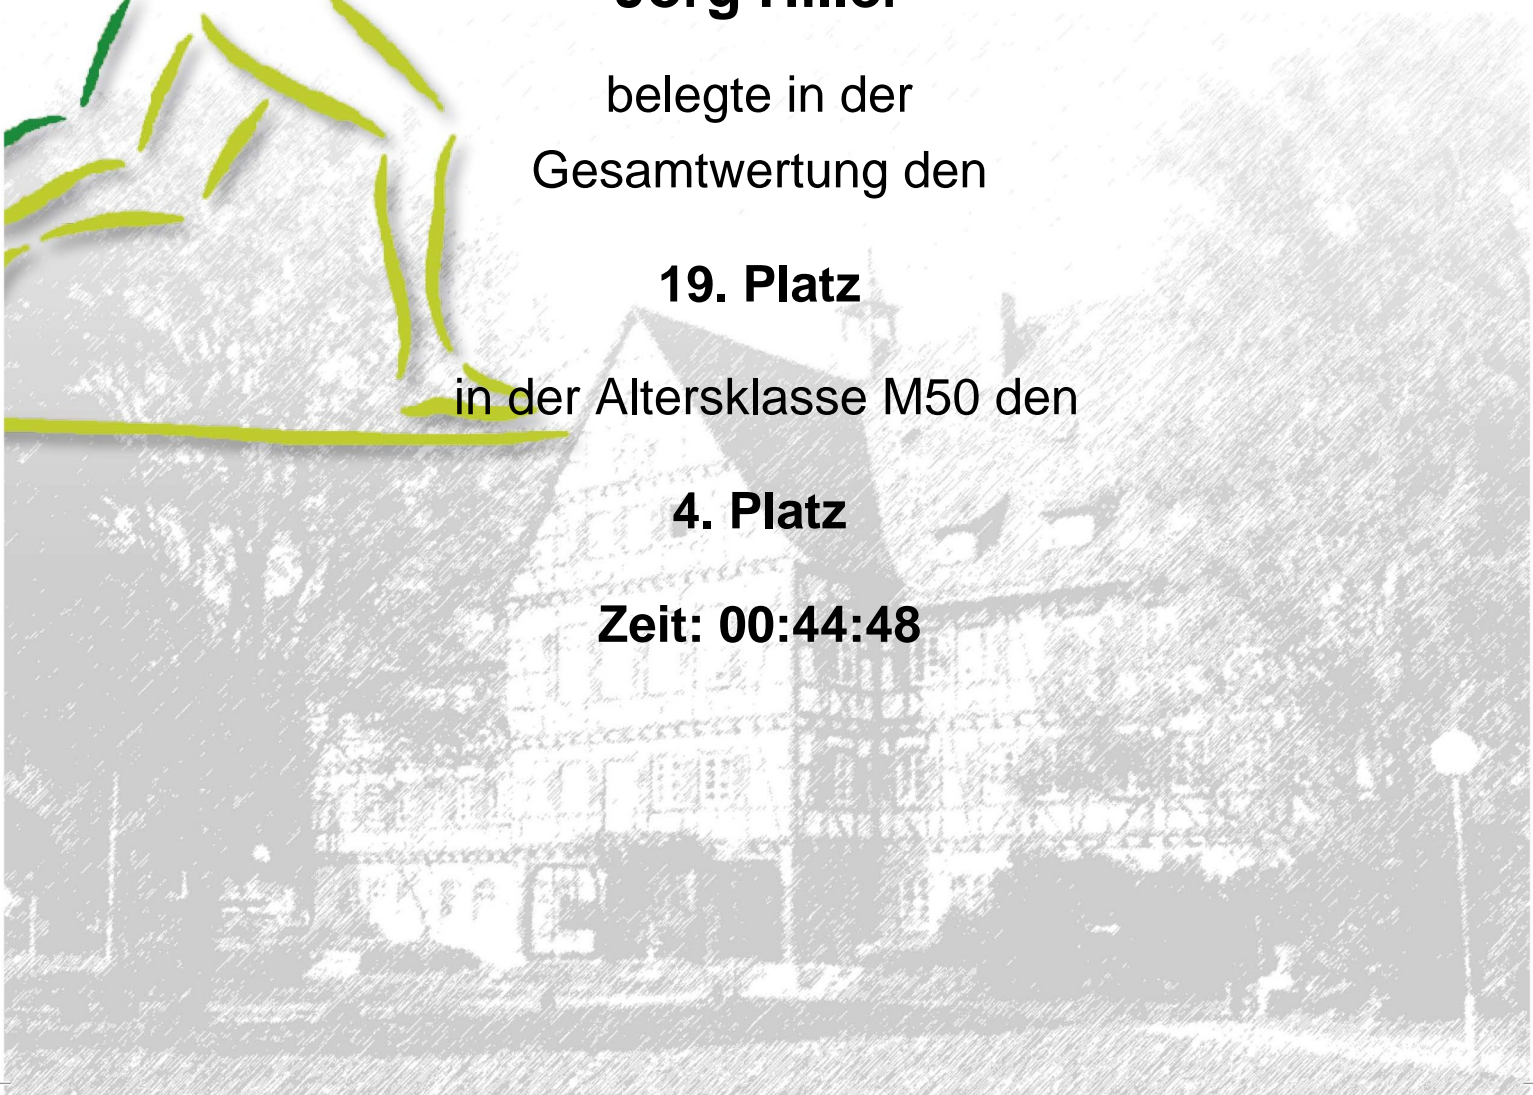 belegte in der
Gesamtwertung den
19. Platz
in der Altersklasse M50 den
4. Platz
Zeit: 00:44:48